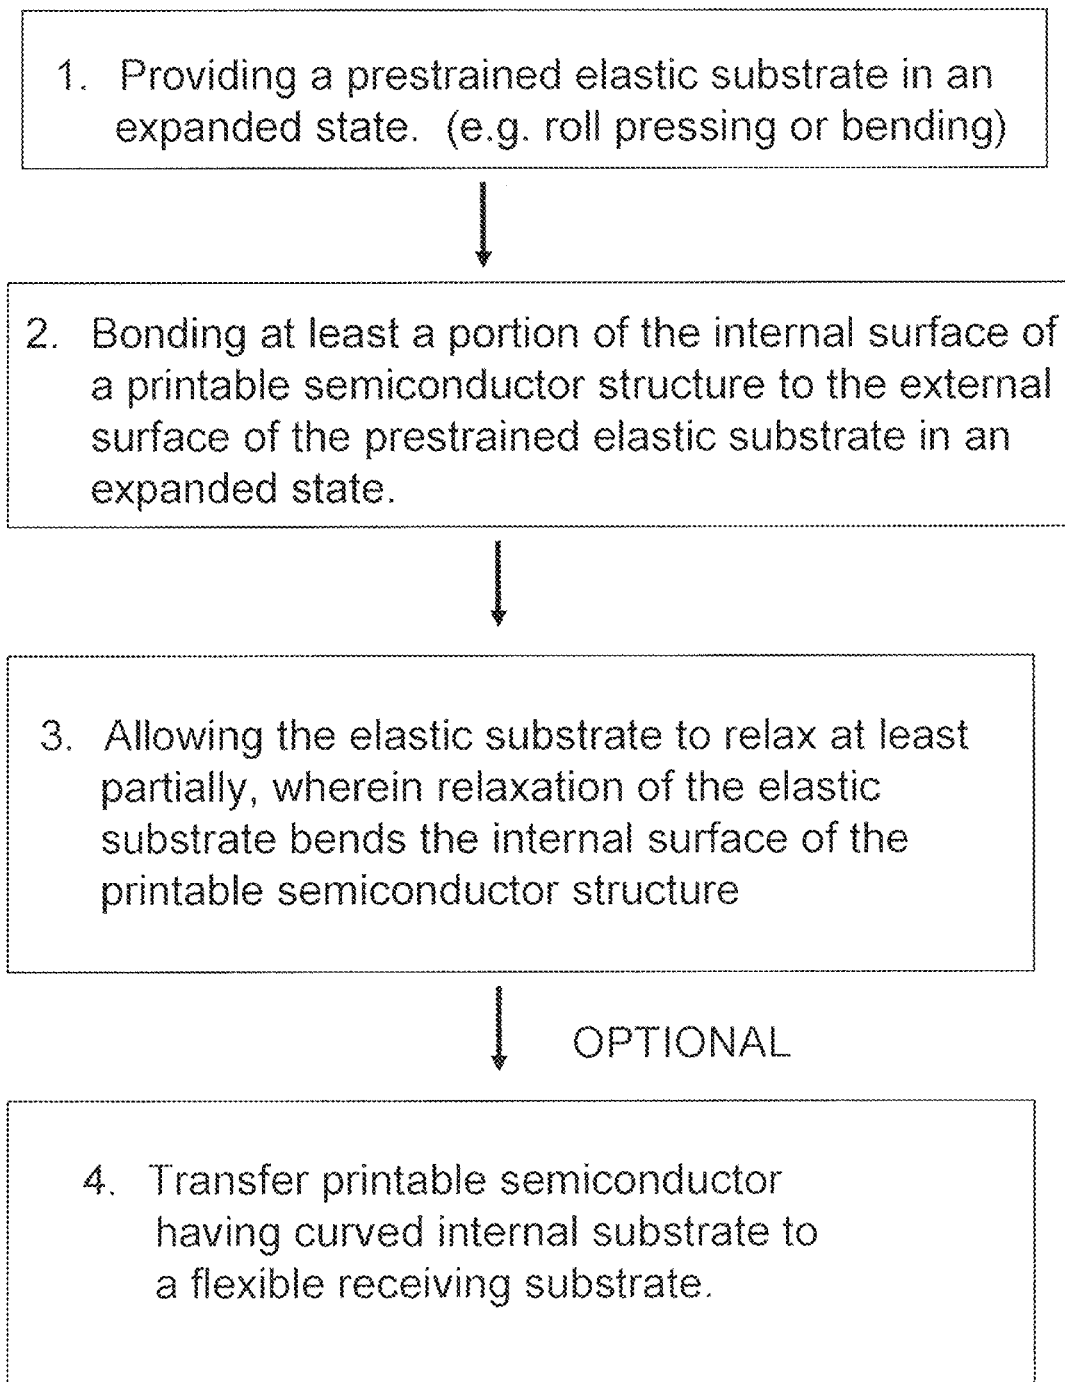 1. Providing a prestrained elastic substrate in an
expanded state. (e.g. roll pressing or bending)
2. Bonding at least a portion of the internal surface of
a printable semiconductor structure to the external
surface of the prestrained elastic substrate in an
expanded state.
3. Allowing the elastic substrate to relax at least
partially, wherein relaxation of the elastic
substrate bends the internal surface of the
printable semiconductor structure
OPTIONAL
4. Transfer printable semiconductor
having curved internal substrate to
a flexible receiving substrate.